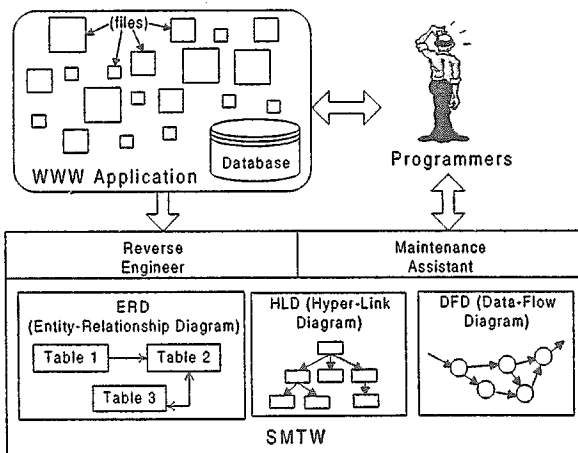 (files)
Database
WWW Application
Programmers
Reverse
Engineer
Maintenance
Assistant
ERD
(Entity-Relationship Diagram)
Table 1
Table 2
Table 3
HLD (Hyper-Link
Diagram)
DFD (Data-Flow
Diagram)
SMTW